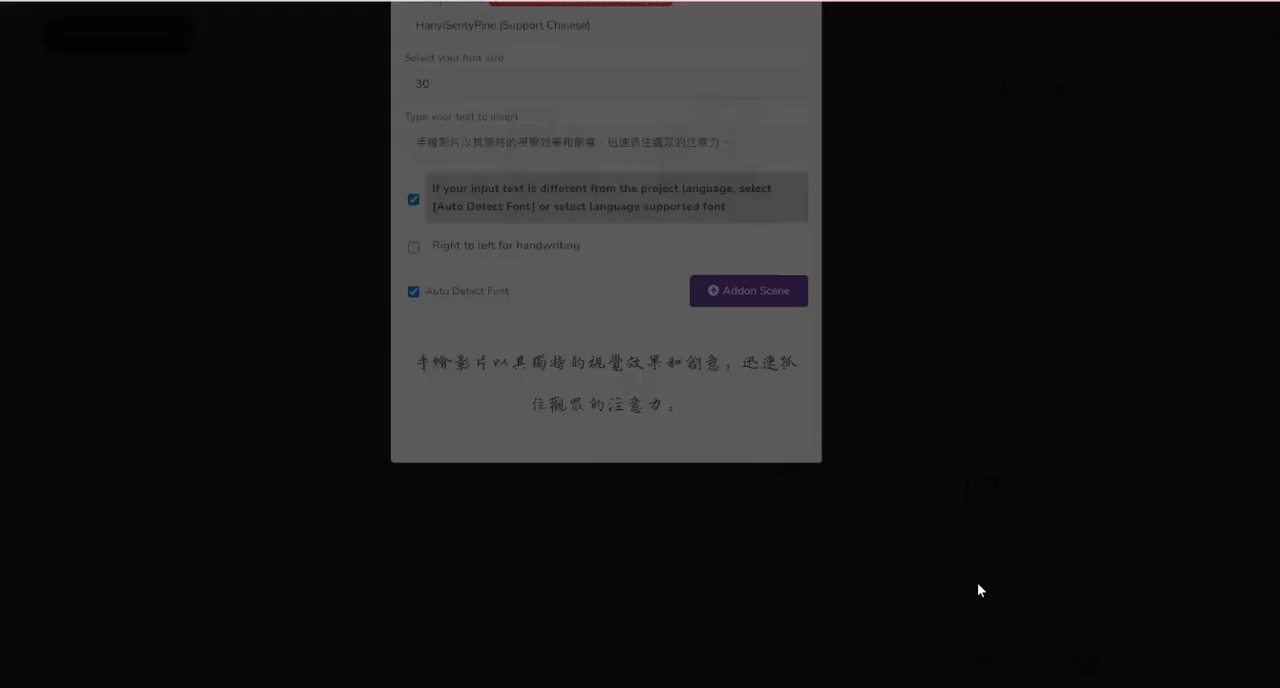 HanyiSentyPine (Support Chinese)
Select your font size
30
Type your text to insert
手繪影片以其獨特的視覺效果和創意，迅速抓住觀眾的注意力。
If your input text is different from the project language, select
[Auto Detect Font] or select language supported font
Right to left for handwriting
Auto Detect Font
Addon Scene
手繪影片以其獨特的視覺效果和創意，迅速抓
住觀眾的注意力。